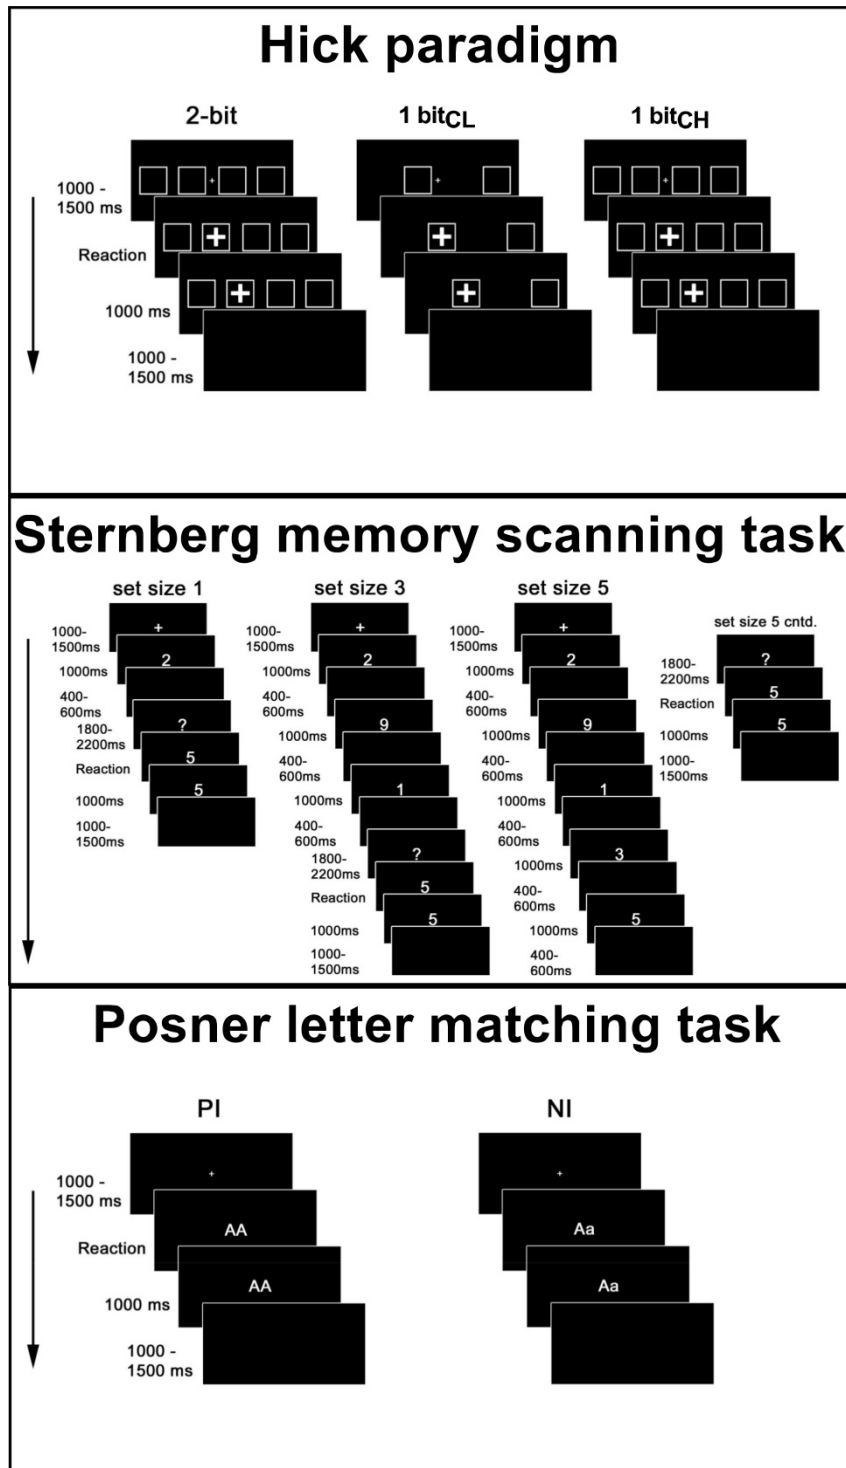 Hick paradigm
2-bit
1 bitCL
1 bitCH
1000 -
1500 ms
Reaction
1000 ms
1000 -
1500 ms
Sternberg memory scanning task
set size 1
1000-
1500ms
+
1000ms
2
400-
600ms
1800-
2200ms
?
Reaction
5
1000ms
5
1000-
1500ms
set size 3
1000-
1500ms
+
1000ms
2
400-
600ms
1000ms
9
400-
600ms
1000ms
1
400-
600ms
1800-
2200ms
?
Reaction
5
1000ms
5
1000-
1500ms
set size 5
1000-
1500ms
+
1000ms
2
400-
600ms
1000ms
9
400-
600ms
1000ms
1
400-
600ms
1000ms
3
400-
600ms
1000ms
5
400-
600ms
set size 5 cntd.
1800-
2200ms
?
Reaction
5
1000ms
5
1000-
1500ms
Posner letter matching task
PI
NI
1000 -
1500 ms
+
+
Reaction
AA
Aa
1000 ms
AA
Aa
1000 -
1500 ms